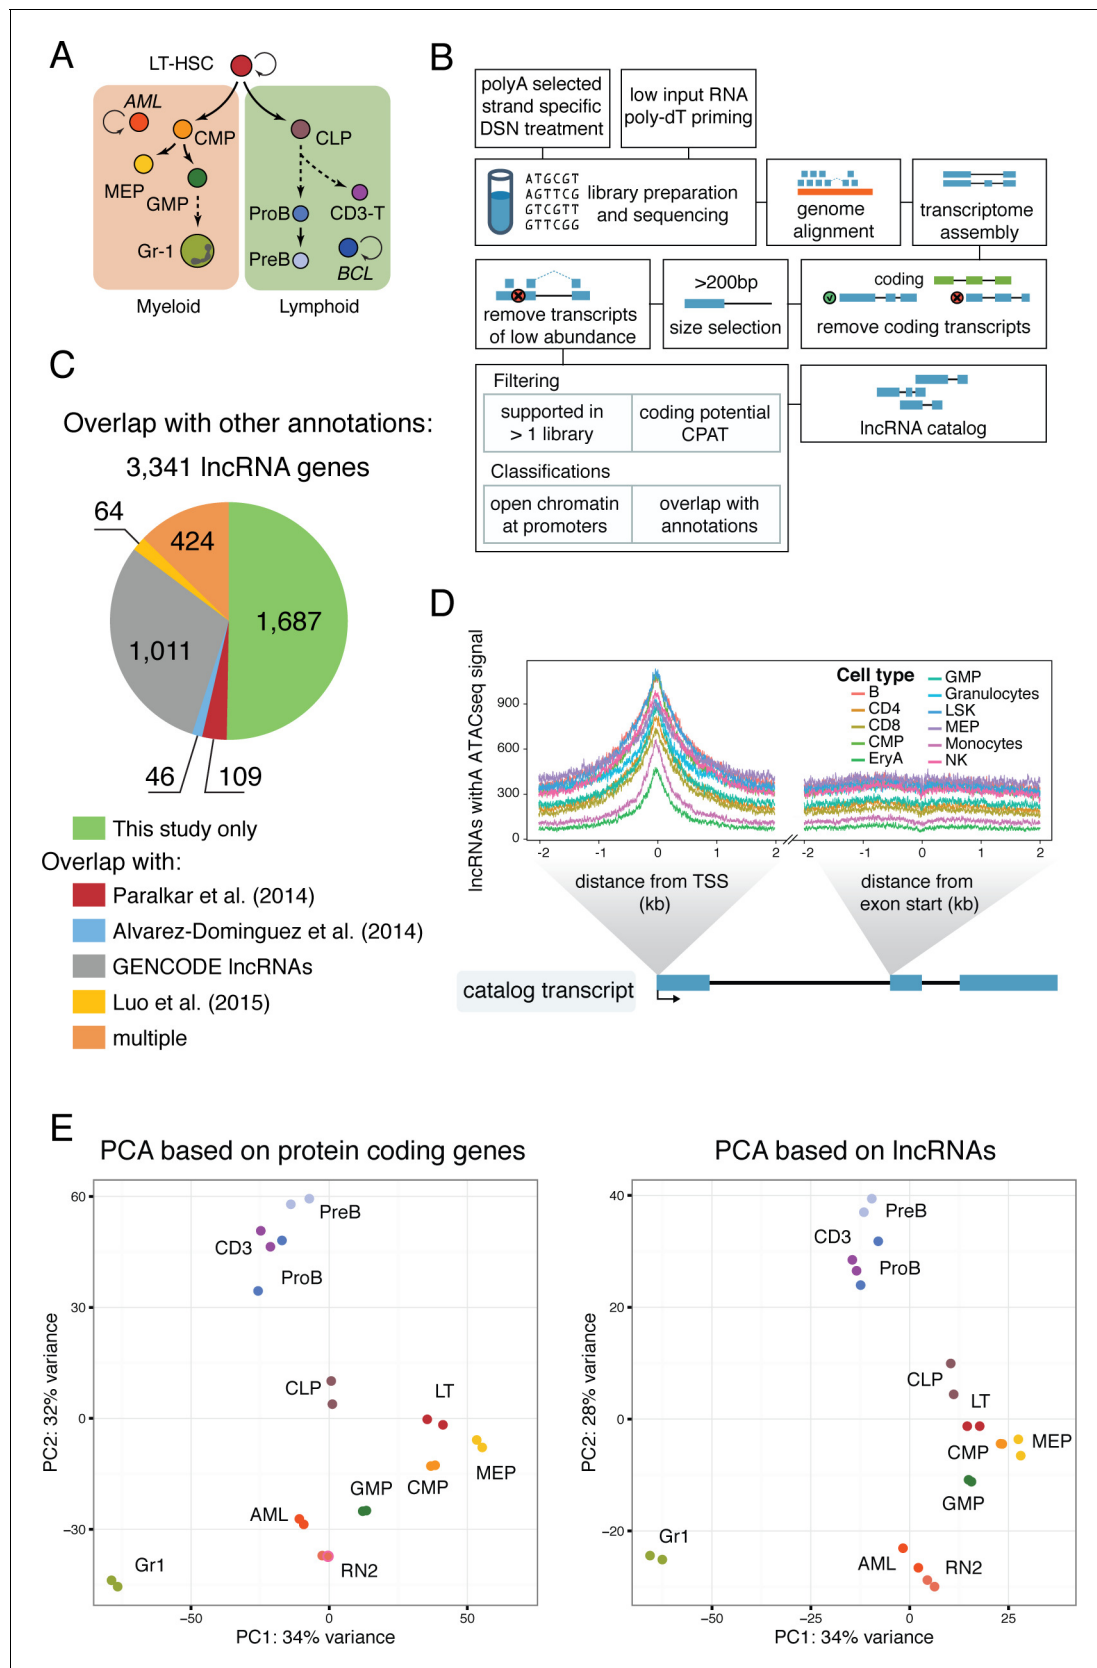 A
LT-HSC
AML
CMP
CLP
MEP
GMP
ProB
CD3-T
Gr-1
PreB
BCL
Myeloid
Lymphoid
B
polyA selected
strand specific
DSN treatment
low input RNA
poly-dT priming
ATGCGT
AGTTCG
GTCGTT
GTTCGG
library preparation
and sequencing
genome
alignment
transcriptome
assembly
remove transcripts
of low abundance
>200bp
size selection
coding
remove coding transcripts
Filtering
supported in
> 1 library
coding potential
CPAT
Classifications
open chromatin
at promoters
overlap with
annotations
lncRNA catalog
C
Overlap with other annotations:
3,341 lncRNA genes
64
424
1,687
1,011
46
109
This study only
Overlap with:
Paralkar et al. (2014)
Alvarez-Dominguez et al. (2014)
GENCODE lncRNAs
Luo et al. (2015)
multiple
D
lncRNAs withA ATACseq signal
900
600
300
0
Cell type
B
CD4
CD8
CMP
EryA
GMP
Granulocytes
LSK
MEP
Monocytes
NK
-2 -1 0 1 2
-2 -1 0 1 2
distance from TSS
(kb)
distance from
exon start (kb)
catalog transcript
E
PCA based on protein coding genes
PC2: 32% variance
60
30
0
−30
PreB
CD3
ProB
CLP
LT
MEP
CMP
GMP
AML
RN2
Gr1
−50 0 50
PC1: 34% variance
PCA based on lncRNAs
PC2: 28% variance
40
20
0
−20
PreB
CD3
ProB
CLP
LT
MEP
CMP
GMP
Gr1
AML
RN2
−50 −25 0 25
PC1: 34% variance